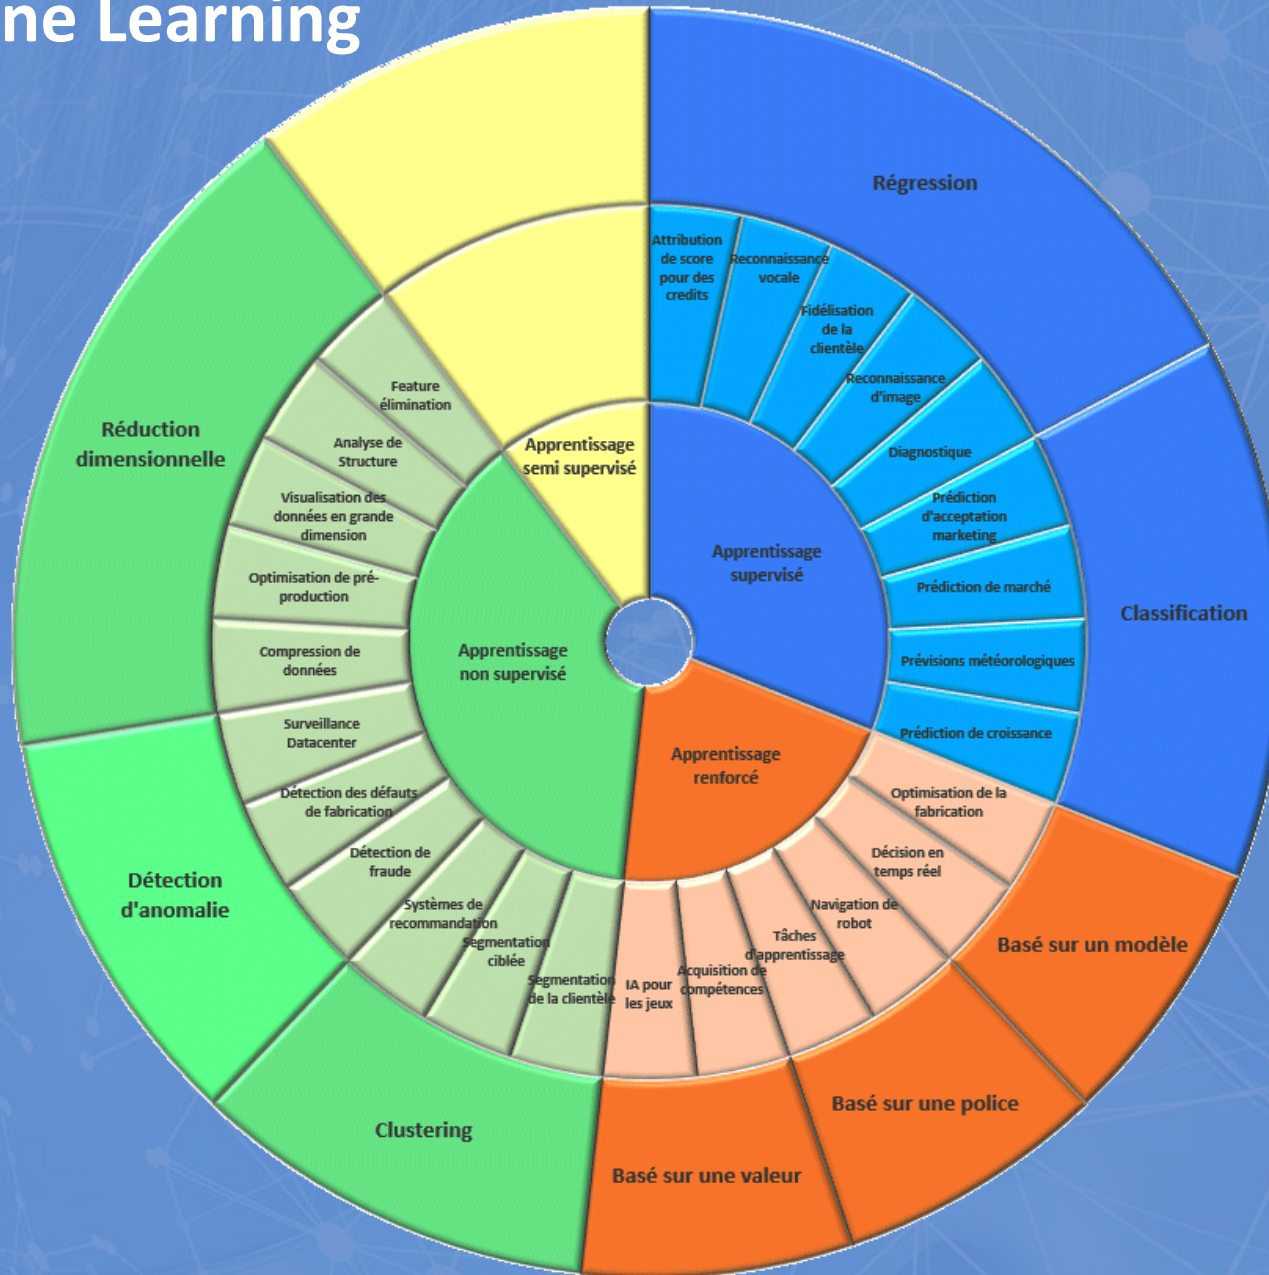 ne Learning
Régression
Attribution
de score
pour des
credits
Reconnaissance
vocale
Fidélisation
de la
clientèle
Reconnaissance
d'image
Diagnostique
Prédiction
d'acceptation
marketing
Prédiction de marché
Prévisions météorologiques
Prédiction de croissance
Classification
Apprentissage
supervisé
Apprentissage
semi supervisé
Apprentissage
non supervisé
Apprentissage
renforcé
Optimisation de la
fabrication
Décision en
temps réel
Navigation de
robot
Tâches
d'apprentissage
Acquisition de
compétences
IA pour
les jeux
Basé sur un modèle
Basé sur une police
Basé sur une valeur
Segmentation
de la clientèle
Segmentation
ciblée
Systèmes de
recommandation
Clustering
Détection de
fraude
Détection des défauts
de fabrication
Surveillance
Datacenter
Détection
d'anomalie
Compression de
données
Optimisation de pré-
production
Visualisation des
données en grande
dimension
Analyse de
Structure
Feature
élimination
Réduction
dimensionnelle